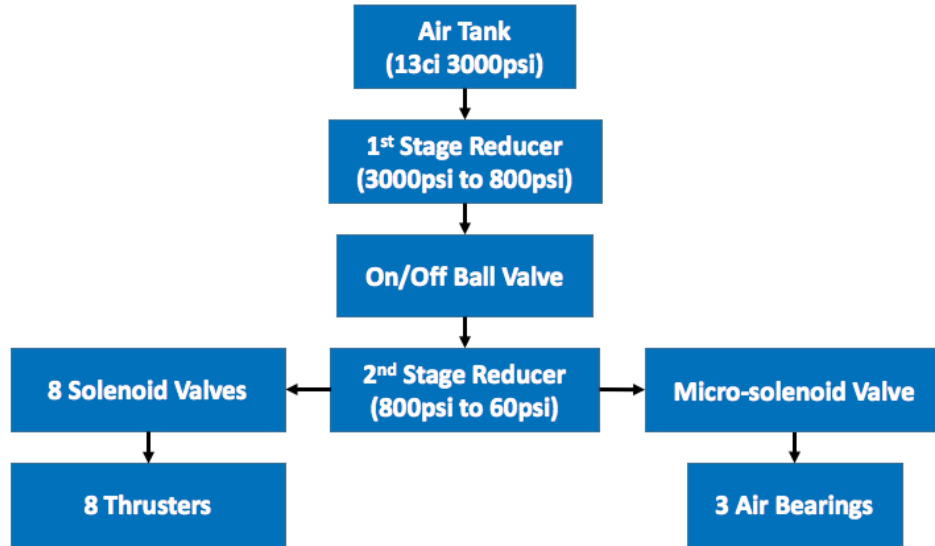 Air Tank
(13ci 3000psi)
1st Stage Reducer
(3000psi to 800psi)
On/Off Ball Valve
8 Solenoid Valves
2nd Stage Reducer
(800psi to 60psi)
Micro-solenoid Valve
8 Thrusters
3 Air Bearings